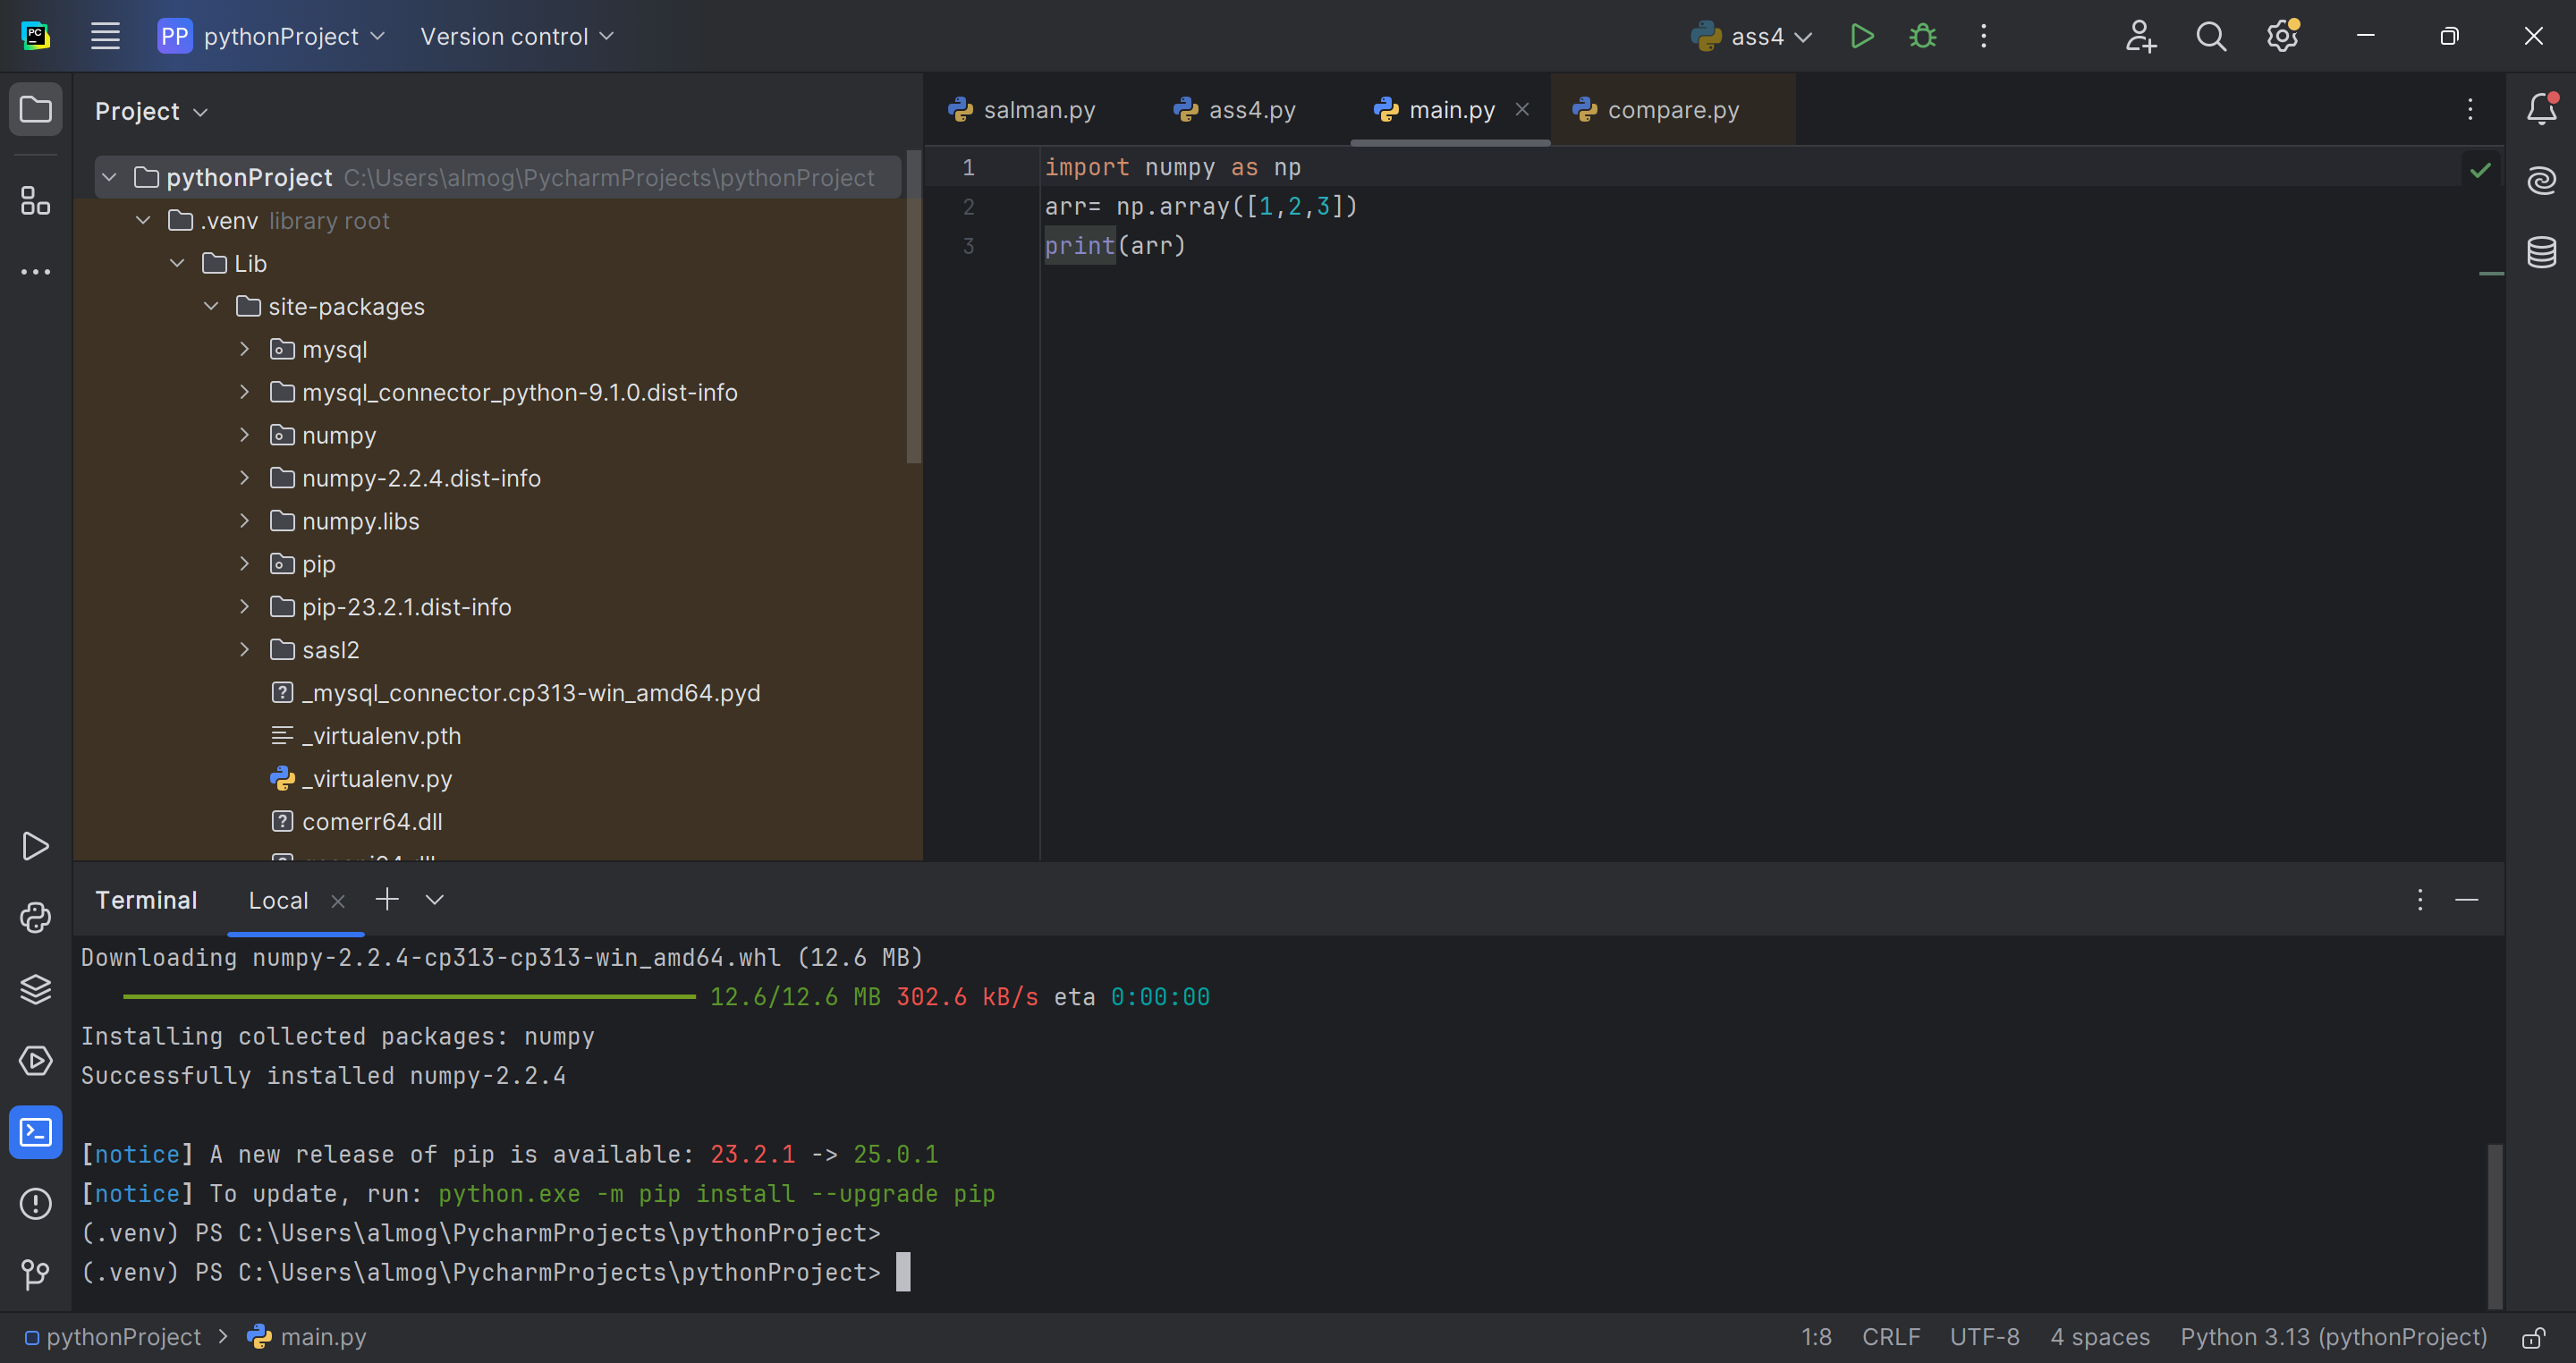 PC
PP pythonProject
Version control
ass4
Project
pythonProject C:\Users\almog\PycharmProjects\pythonProject
.venv library root
Lib
site-packages
mysql
mysql_connector_python-9.1.0.dist-info
numpy
numpy-2.2.4.dist-info
numpy.libs
pip
pip-23.2.1.dist-info
sasl2
_mysql_connector.cp313-win_amd64.pyd
_virtualenv.pth
_virtualenv.py
comerr64.dll
salman.py
ass4.py
main.py
compare.py
1 import numpy as np
2 arr= np.array([1,2,3])
3 print(arr)
Terminal Local
Downloading numpy-2.2.4-cp313-cp313-win_amd64.whl (12.6 MB)
12.6/12.6 MB 302.6 kB/s eta 0:00:00
Installing collected packages: numpy
Successfully installed numpy-2.2.4
[notice] A new release of pip is available: 23.2.1 -> 25.0.1
[notice] To update, run: python.exe -m pip install --upgrade pip
(.venv) PS C:\Users\almog\PycharmProjects\pythonProject>
(.venv) PS C:\Users\almog\PycharmProjects\pythonProject>
pythonProject > main.py
1:8 CRLF UTF-8 4 spaces Python 3.13 (pythonProject)